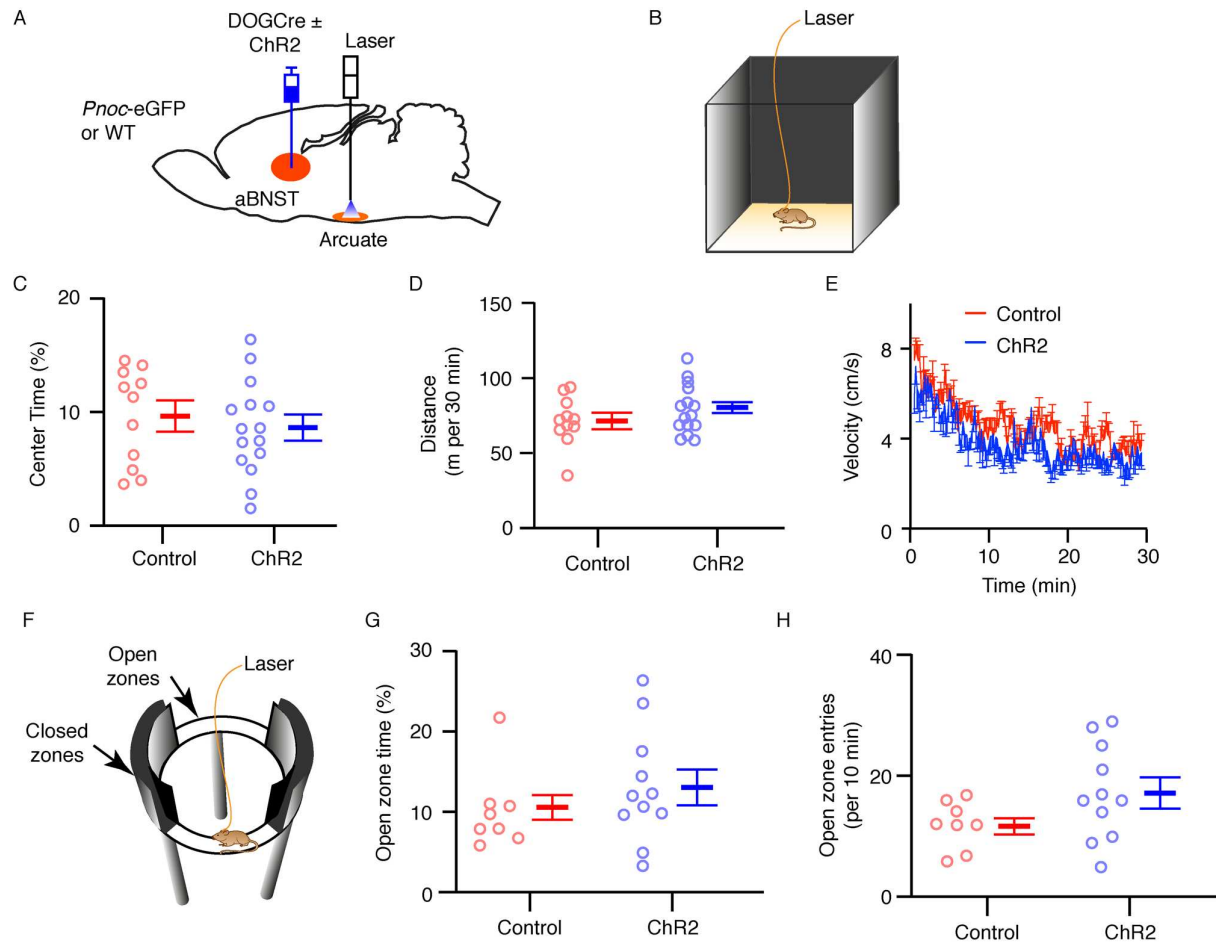 A
DOGCre ±
ChR2
Laser
Pnoc-eGFP
or WT
aBNST
Arcuate
B
Laser
C
Center Time (%)
20
10
0
Control
ChR2
D
Distance
(m per 30 min)
150
100
50
0
Control
ChR2
E
Control
ChR2
Velocity (cm/s)
8
4
0
0
10
20
30
Time (min)
F
Open
zones
Laser
Closed
zones
G
Open zone time (%)
30
20
10
0
Control
ChR2
H
Open zone entries
(per 10 min)
40
20
0
Control
ChR2